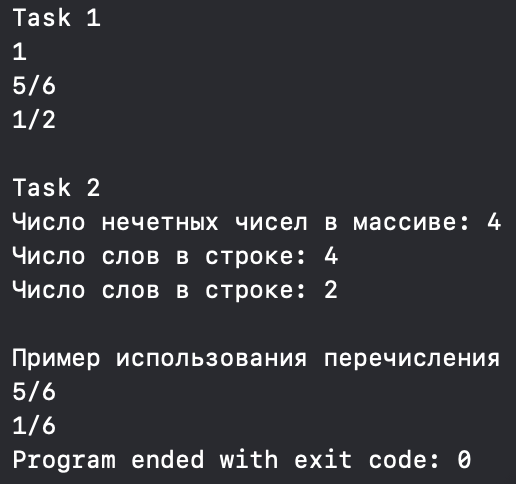 Task 1
1
5/6
1/2
Task 2
Число нечетных чисел в массиве: 4
Число слов в строке: 4
Число слов в строке: 2
Пример использования перечисления
5/6
1/6
Program ended with exit code: 0